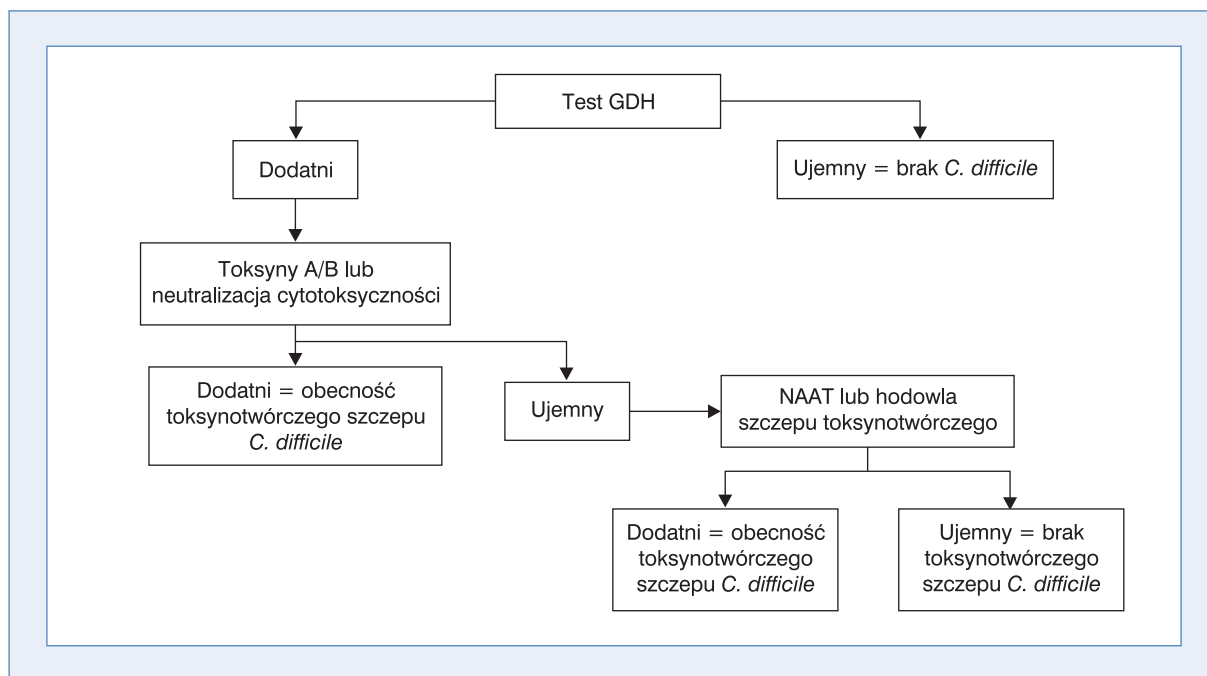 Test GDH
Dodatni
Ujemny = brak C. difficile
Toksyny A/B lub
neutralizacja cytotoksyczności
Dodatni = obecność
toksynotwórczego szczepu
C. difficile
Ujemny
NAAT lub hodowla
szczepu toksynotwórczego
Dodatni = obecność
toksynotwórczego
szczepu C. difficile
Ujemny = brak
toksynotwórczego
szczepu C. difficile